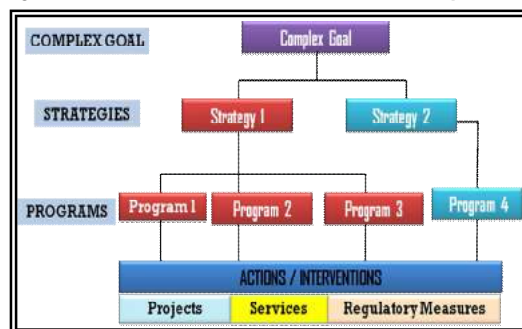 COMPLEX GOAL
Complex Goal
STRATEGIES
Strategy 1
Strategy 2
PROGRAMS
Program 1
Program 2
Program 3
Program 4
ACTIONS / INTERVENTIONS
Projects
Services
Regulatory Measures